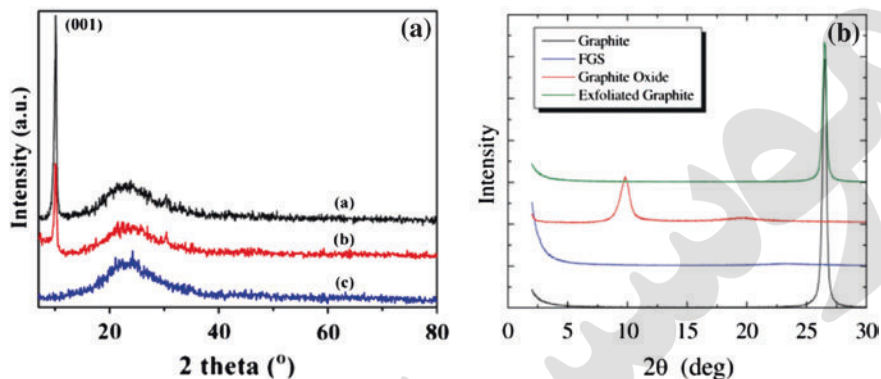 (a)
(001)
Intensity (a.u.)
(a)
(b)
(c)
20 40 60 80
2 theta (°)
(b)
Graphite
FGS
Graphite Oxide
Exfoliated Graphite
Intensity
0 5 10 15 20 25 30
2θ (deg)